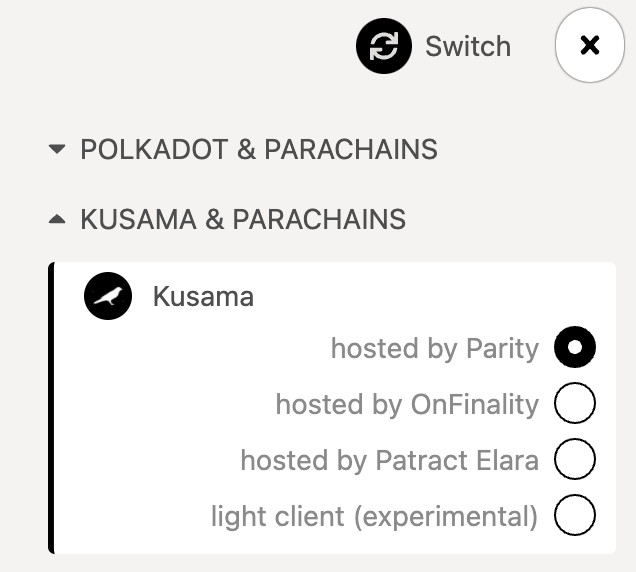 Switch
POLKADOT & PARACHAINS
KUSAMA & PARACHAINS
Kusama
hosted by Parity
hosted by OnFinality
hosted by Patract Elara
light client (experimental)